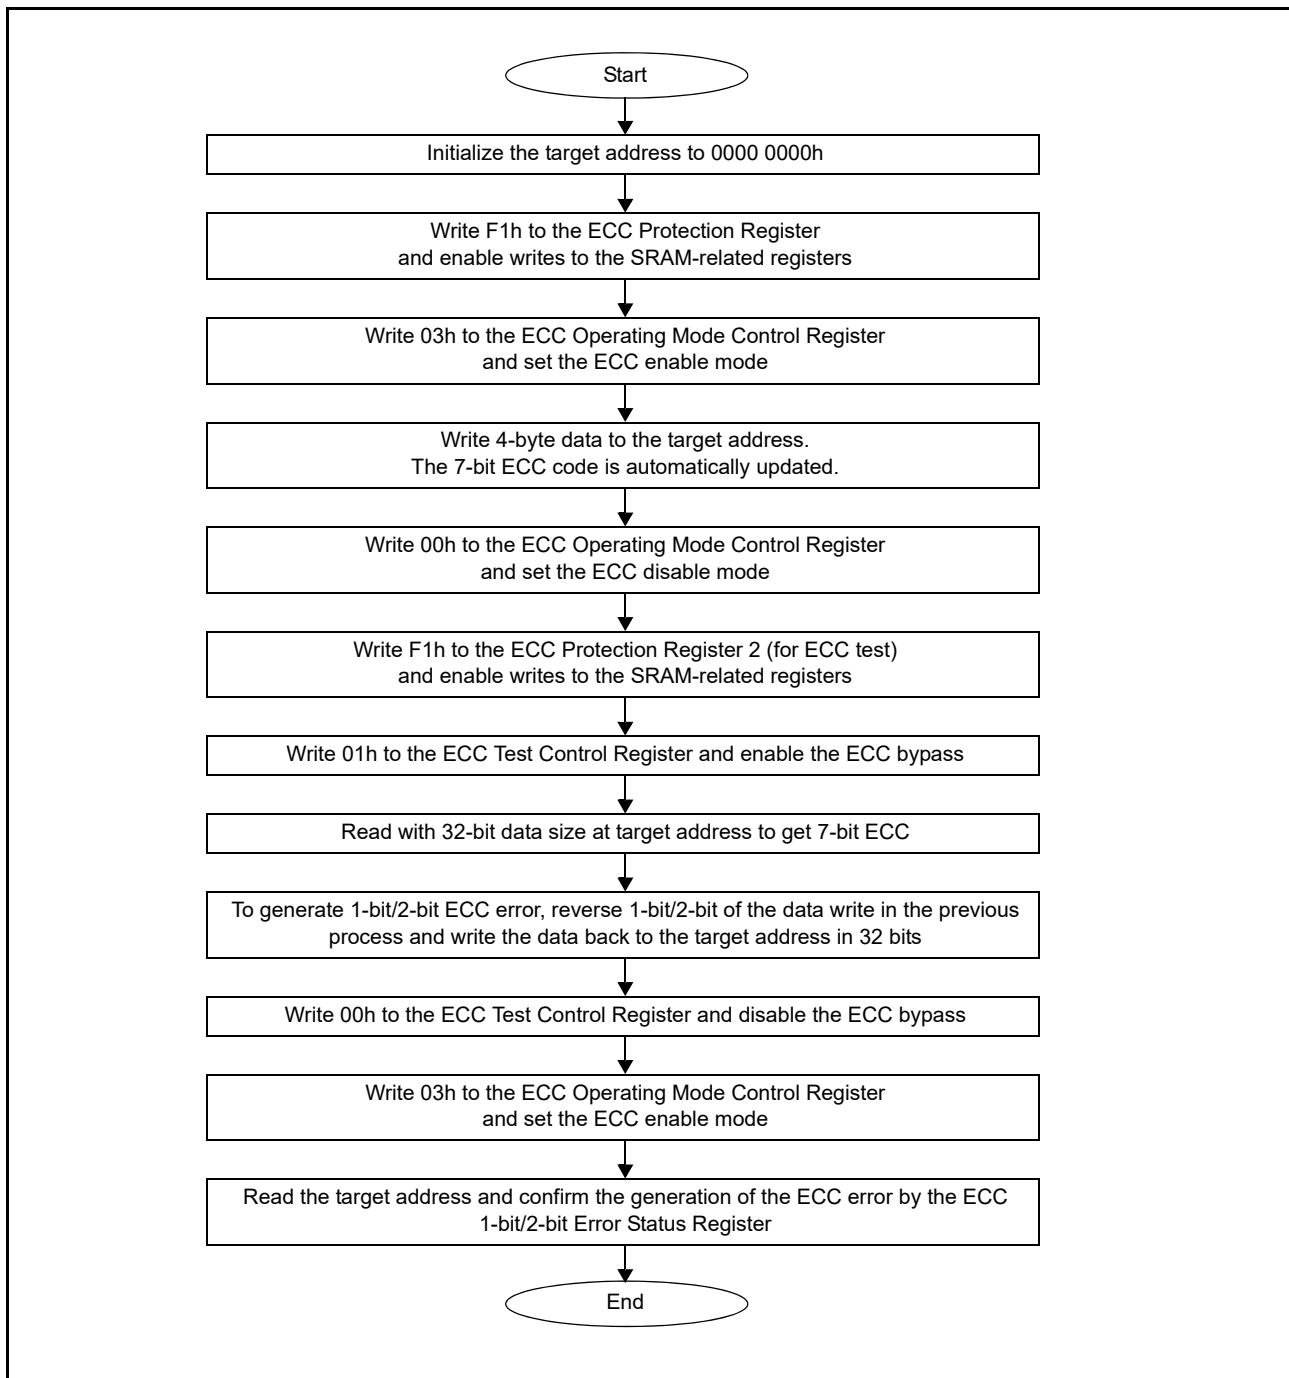 Start
Initialize the target address to 0000 0000h
Write F1h to the ECC Protection Register
and enable writes to the SRAM-related registers
Write 03h to the ECC Operating Mode Control Register
and set the ECC enable mode
Write 4-byte data to the target address.
The 7-bit ECC code is automatically updated.
Write 00h to the ECC Operating Mode Control Register
and set the ECC disable mode
Write F1h to the ECC Protection Register 2 (for ECC test)
and enable writes to the SRAM-related registers
Write 01h to the ECC Test Control Register and enable the ECC bypass
Read with 32-bit data size at target address to get 7-bit ECC
To generate 1-bit/2-bit ECC error, reverse 1-bit/2-bit of the data write in the previous
process and write the data back to the target address in 32 bits
Write 00h to the ECC Test Control Register and disable the ECC bypass
Write 03h to the ECC Operating Mode Control Register
and set the ECC enable mode
Read the target address and confirm the generation of the ECC error by the ECC
1-bit/2-bit Error Status Register
End